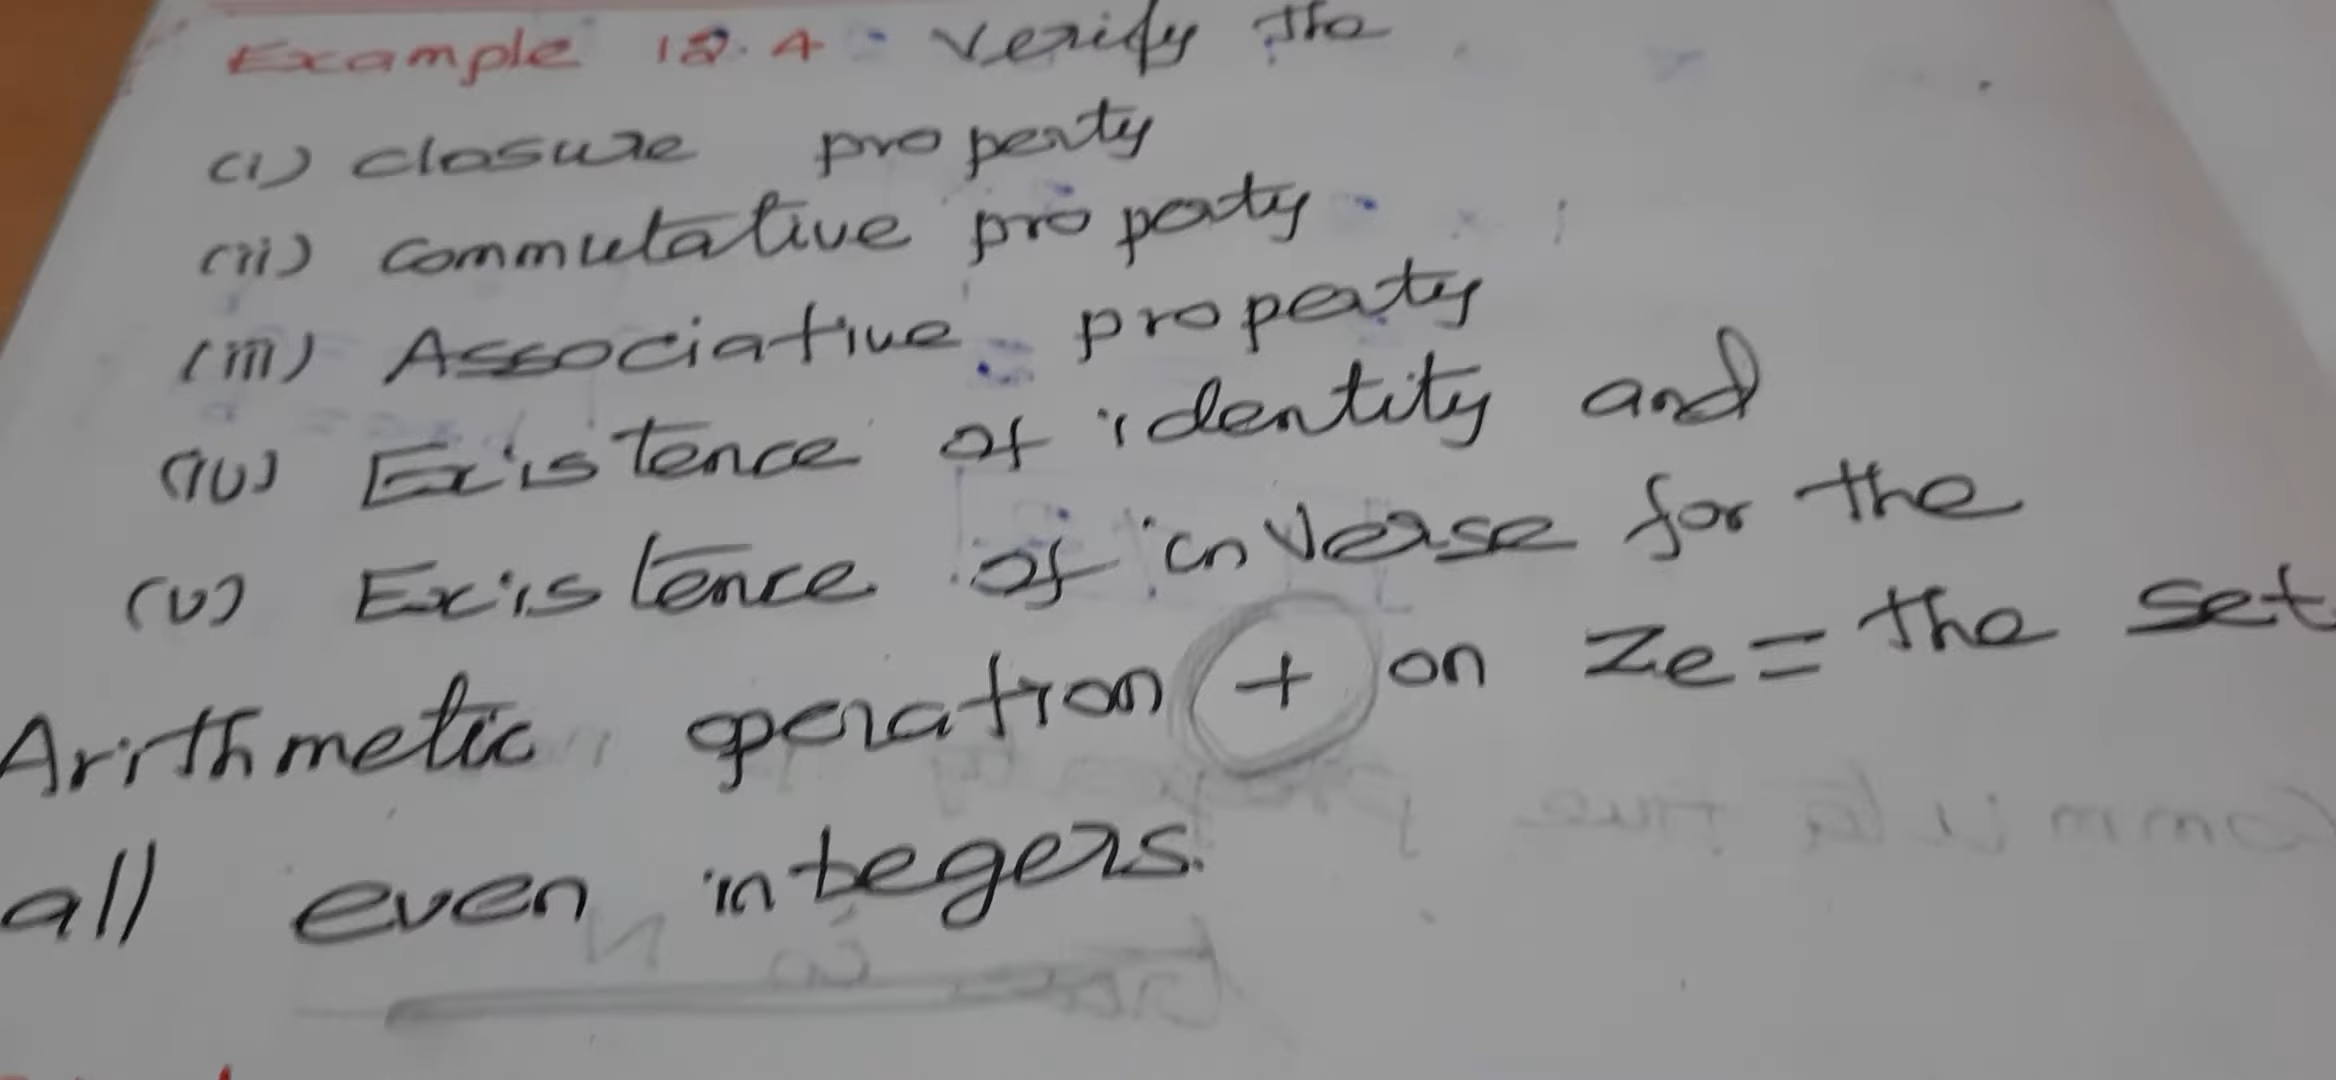 Example 12.4 : Verify the
(i) closure property
(ii) commutative property
(iii) Associative property
(iv) Existence of identity and
(v) Existence of inverse for the
Arithmetic operation + on Ze = the set
all even integers.